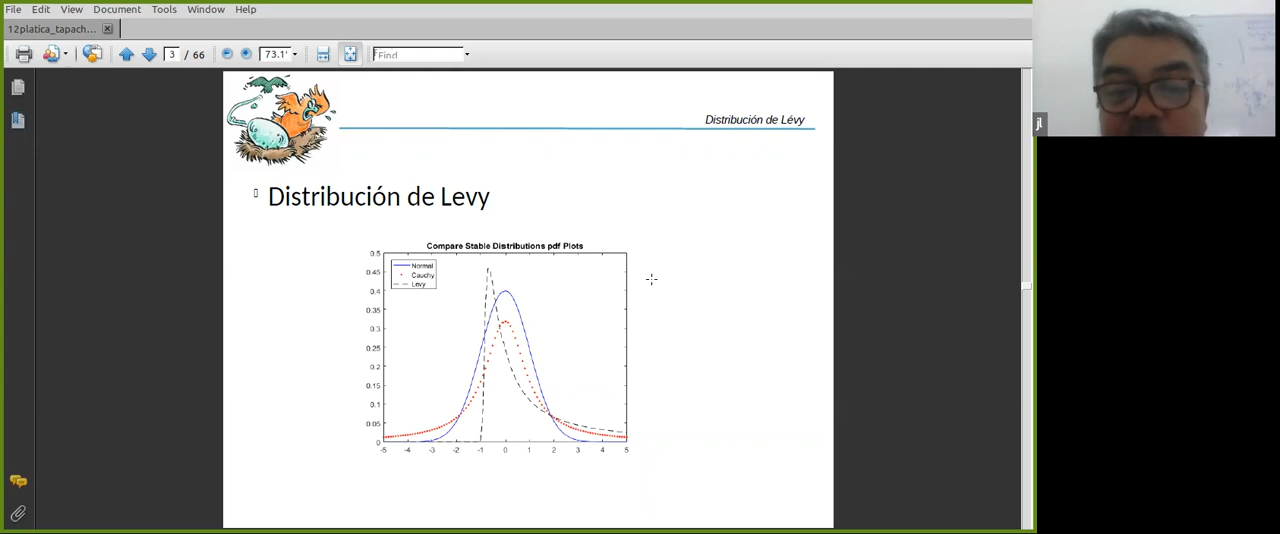 File Edit View Document Tools Window Help
12platica_tapach...
3 / 66 73.1' Find
Distribución de Lévy
jl
Distribución de Levy
Compare Stable Distributions pdf Plots
0.5
0.45
0.4
0.35
0.3
0.25
0.2
0.15
0.1
0.05
0
Normal
Cauchy
Levy
-5 -4 -3 -2 -1 0 1 2 3 4 5